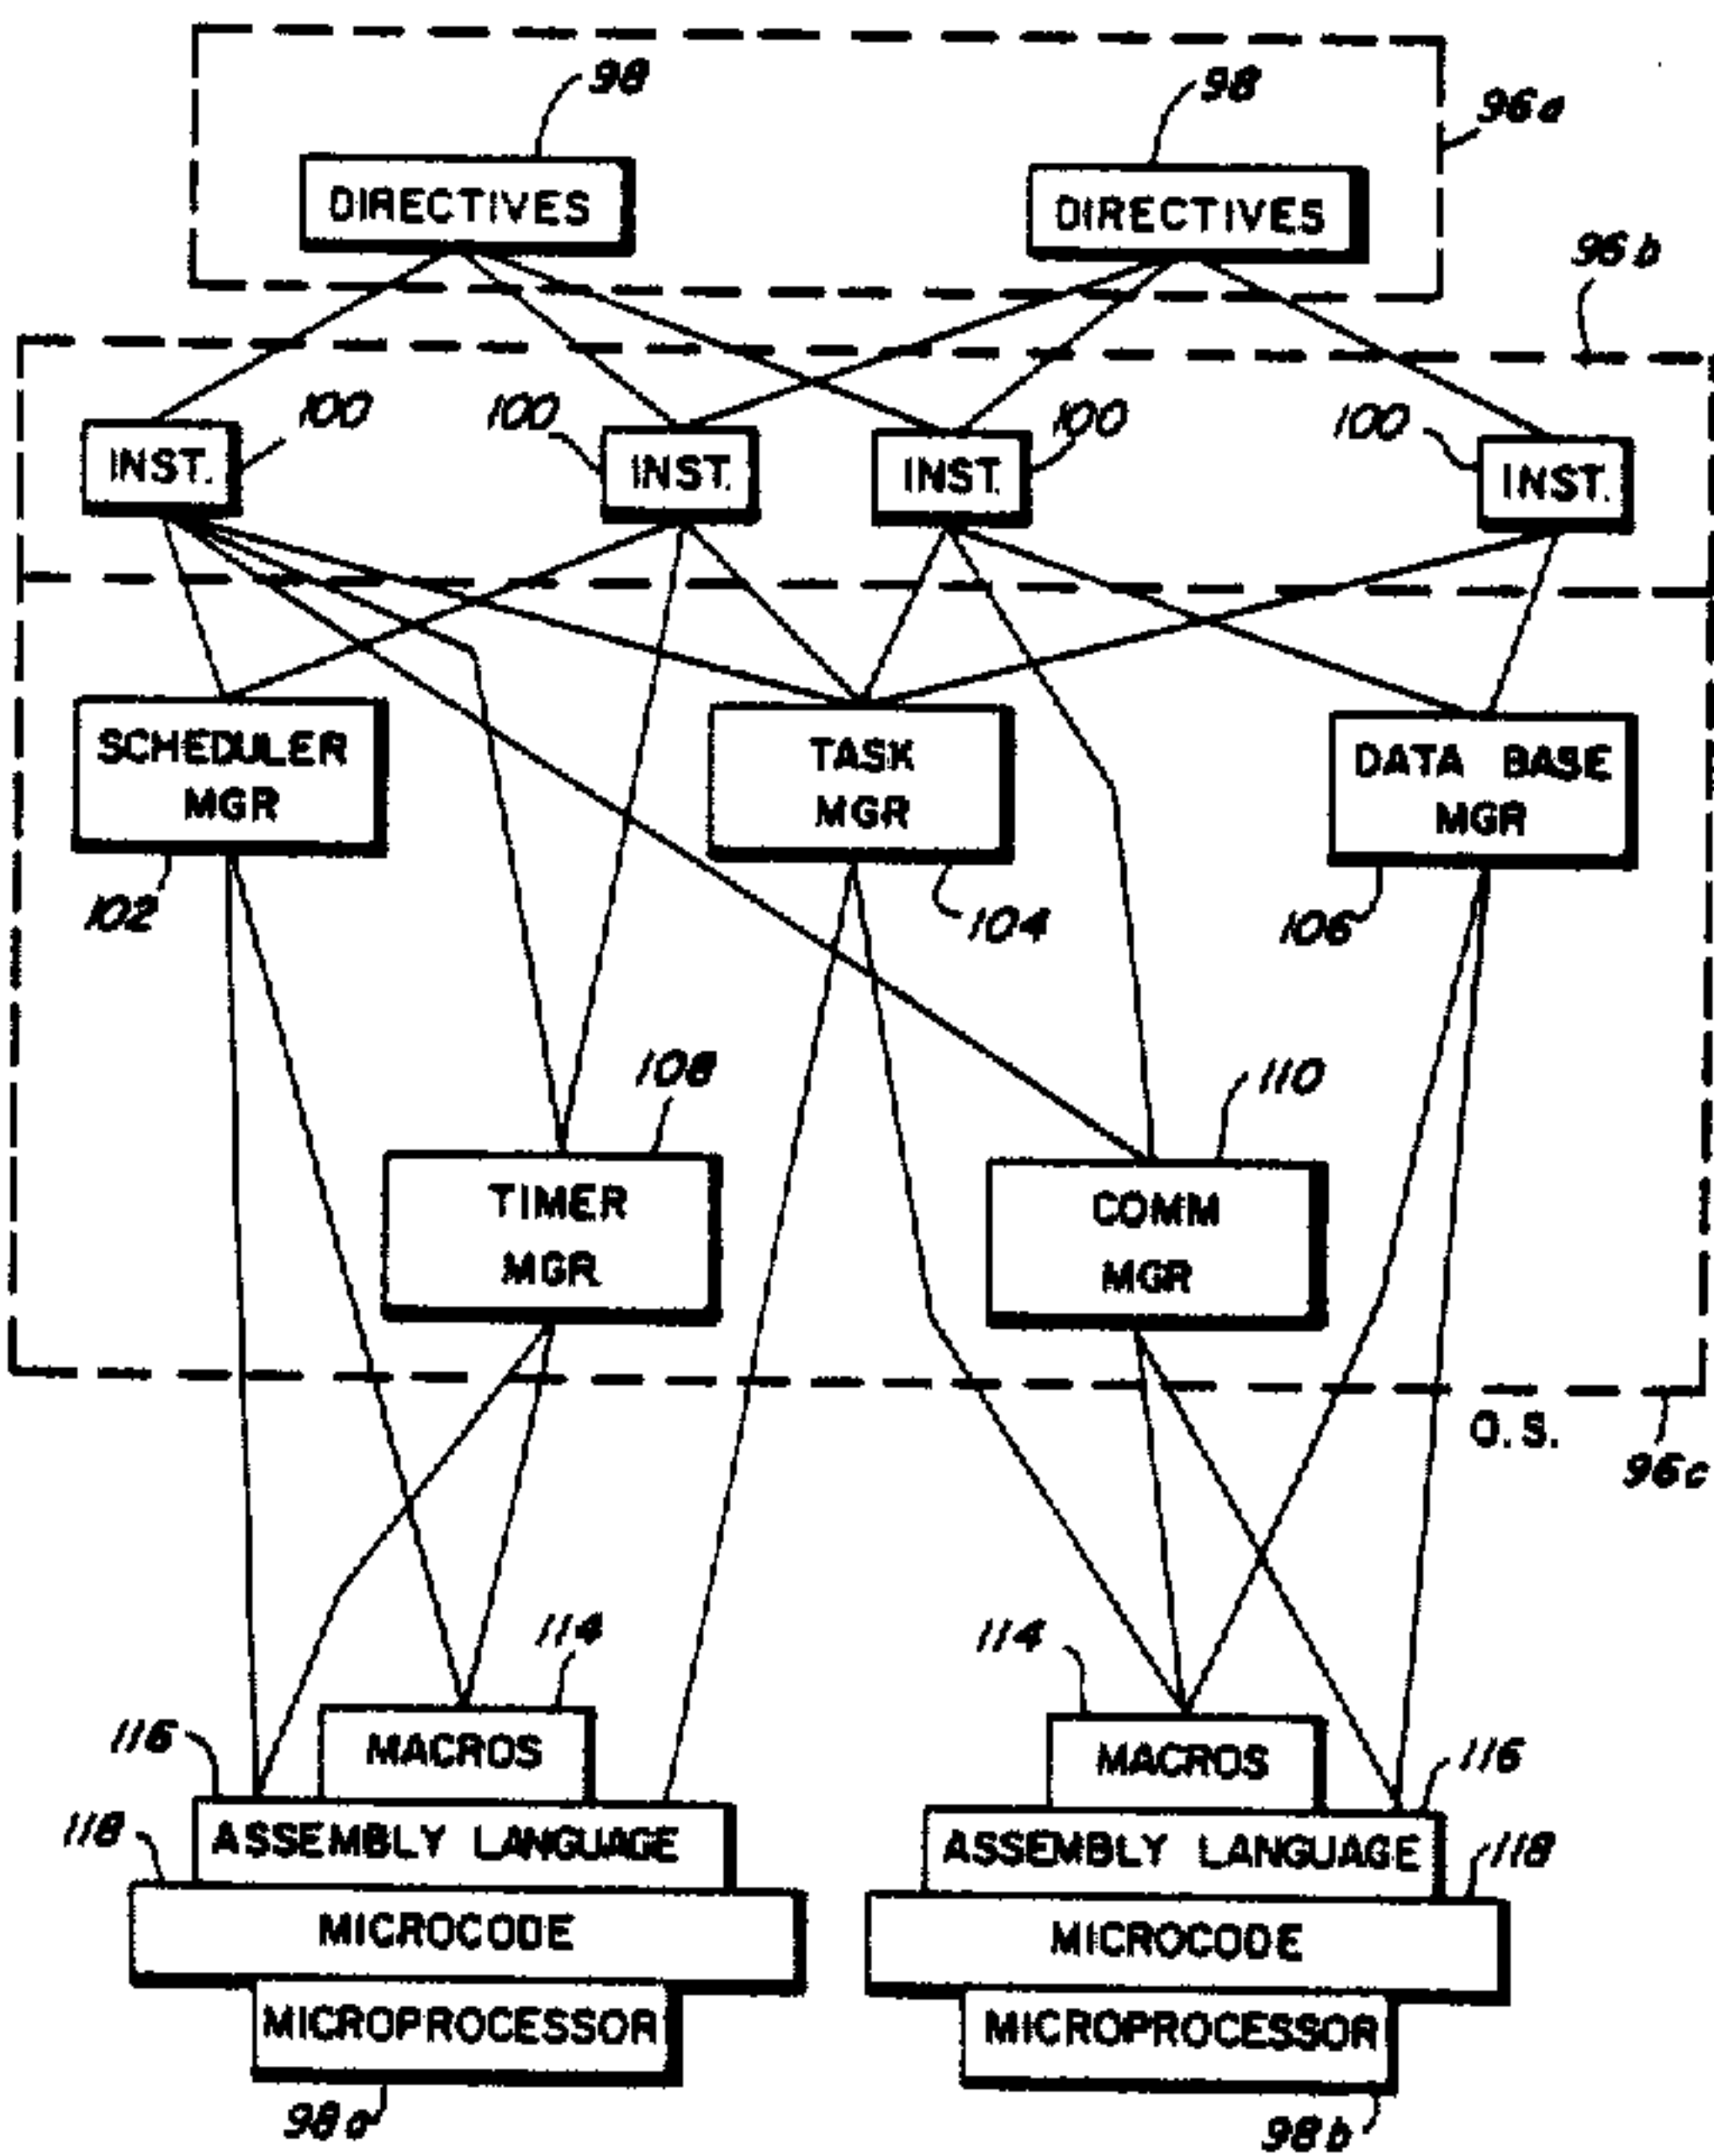 98
98
96a
DIRECTIVES
DIRECTIVES
96b
100
100
100
100
INST.
INST.
INST.
INST.
SCHEDULER
MGR
TASK
MGR
DATA BASE
MGR
102
104
106
108
110
TIMER
MGR.
COMM
MGR
O.S.
96c
114
114
116
MACROS
MACROS
116
118
ASSEMBLY LANGUAGE
ASSEMBLY LANGUAGE
118
MICROCODE
MICROCODE
MICROPROCESSOR
MICROPROCESSOR
98a
98b